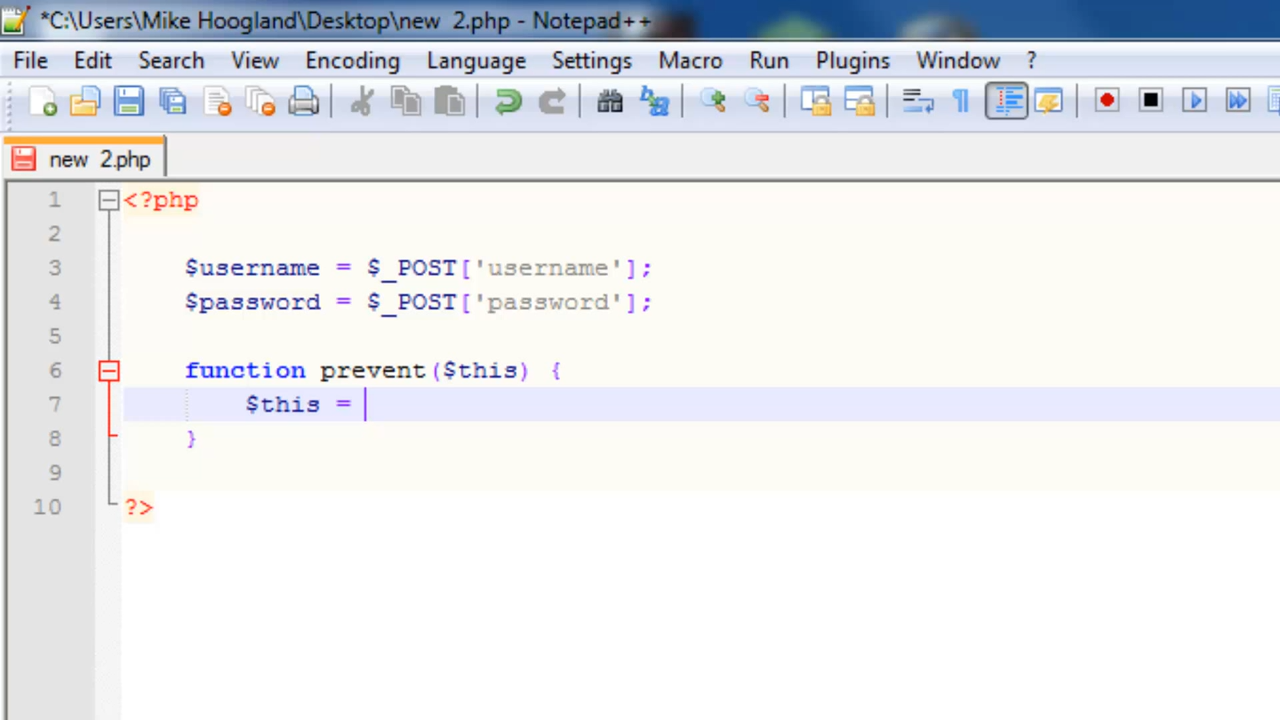 *C:\Users\Mike Hoogland\Desktop\new  2.php - Notepad++
File Edit Search View Encoding Language Settings Macro Run Plugins Window ?
new  2.php
1 <?php
2
3 $username = $_POST['username'];
4 $password = $_POST['password'];
5
6 function prevent($this) {
7 $this =
8 }
9
10 ?>